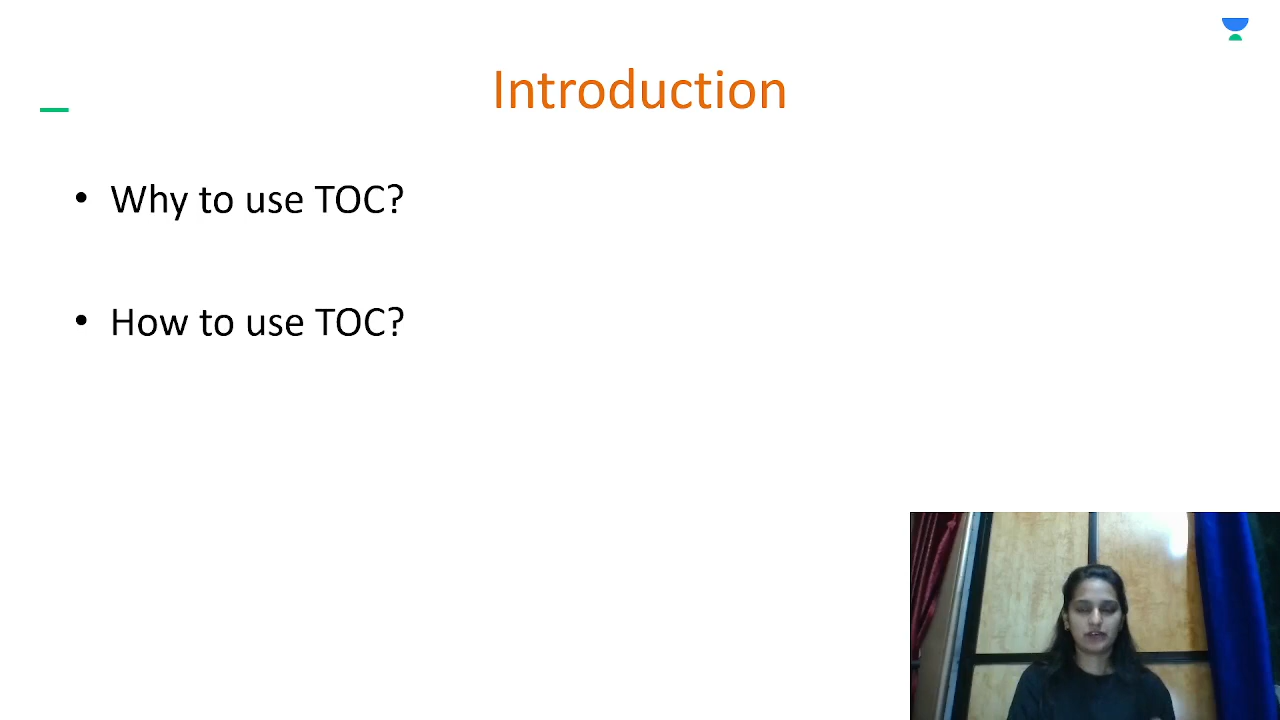 Introduction
• Why to use TOC?
• How to use TOC?